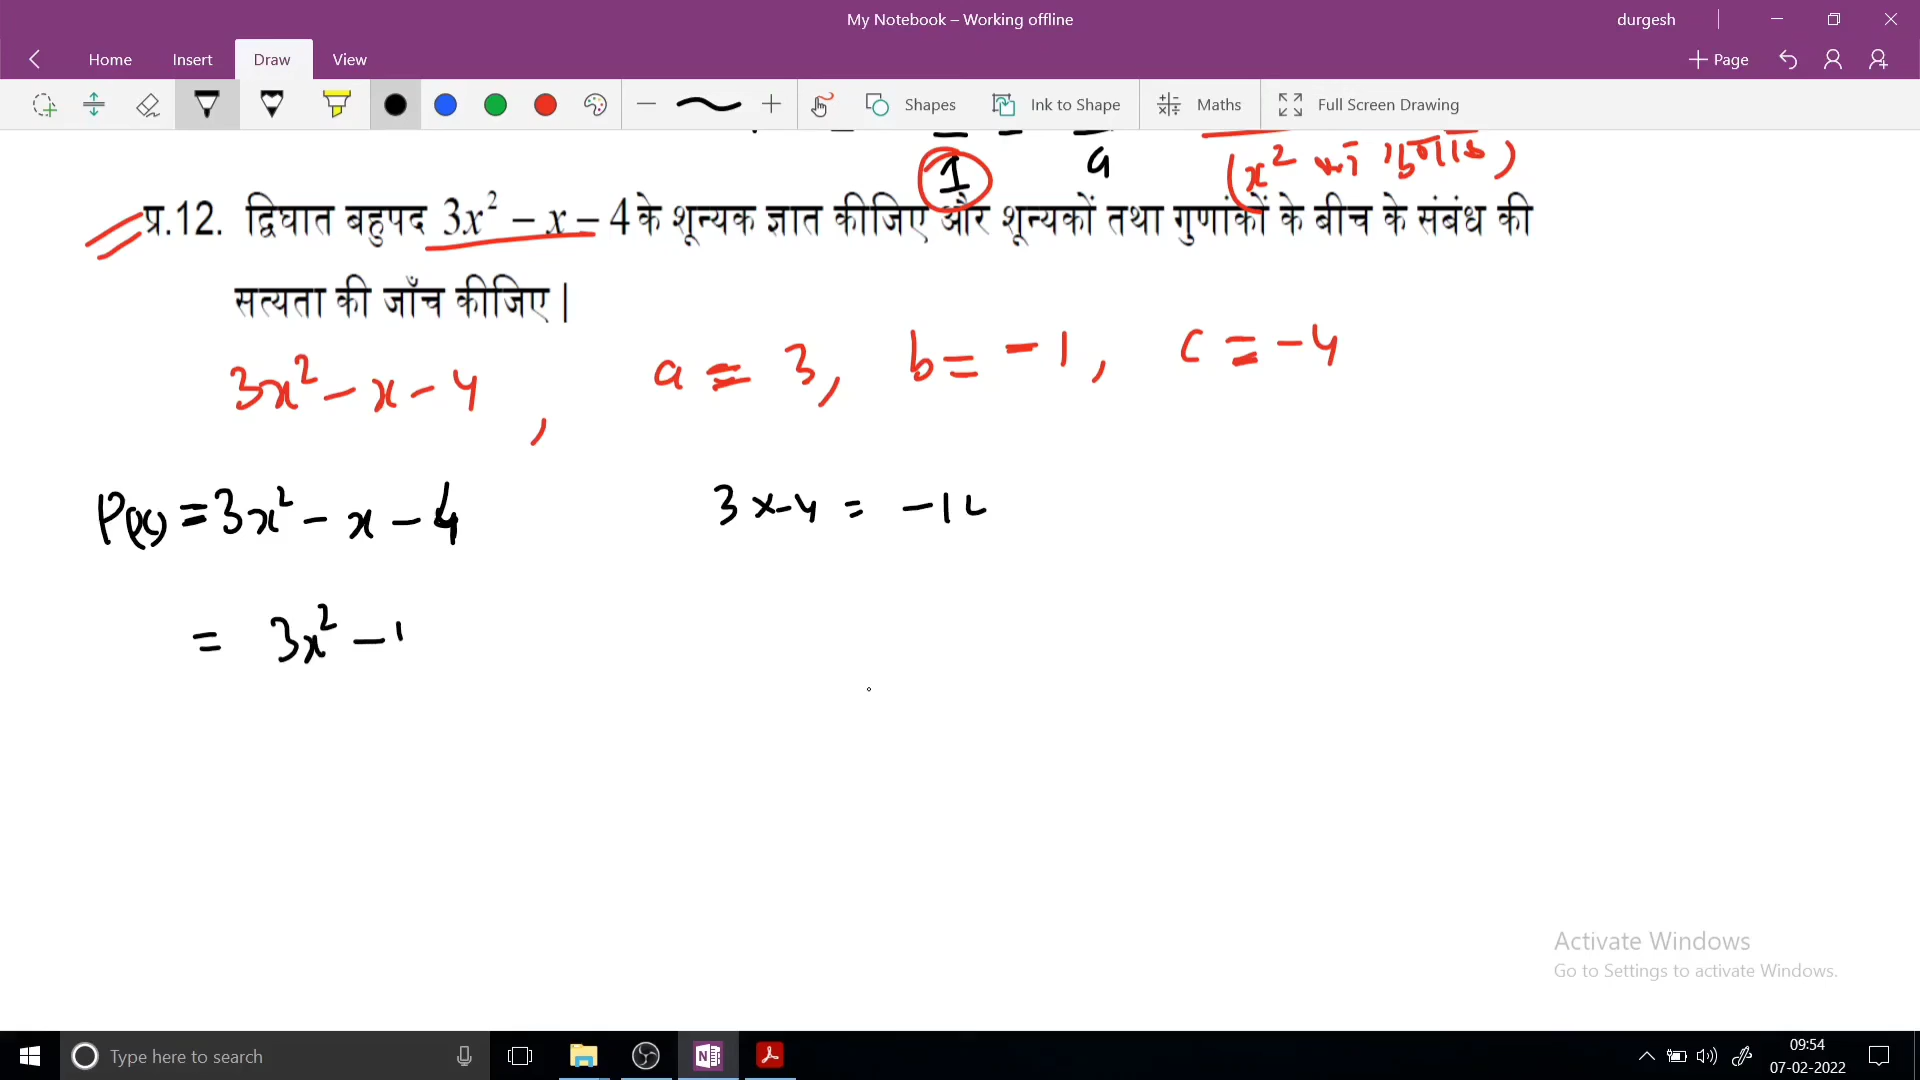 My Notebook – Working offline
durgesh
Home Insert Draw View
Page
Shapes Ink to Shape Maths Full Screen Drawing
1 = a
(x²
प्र.12. द्विघात बहुपद 3x² – x – 4 के शून्यक ज्ञात कीजिए और शून्यकों तथा गुणांकों के बीच के संबंध की
सत्यता की जाँच कीजिए |
3x² – x – 4 , a = 3, b = -1, c = -4
P(x) = 3x² – x – 4 3 x -4 = -12
= 3x² –
Activate Windows
Go to Settings to activate Windows.
Type here to search
09:54
07-02-2022